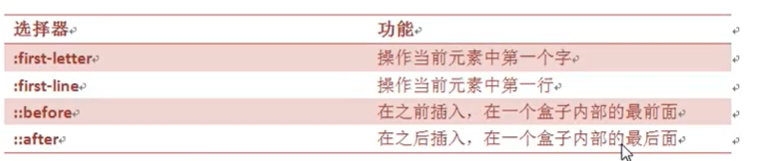 选择器 功能
:first-letter 操作当前元素中第一个字
:first-line 操作当前元素中第一行
::before 在之前插入，在一个盒子内部的最前面
::after 在之后插入，在一个盒子内部的最后面